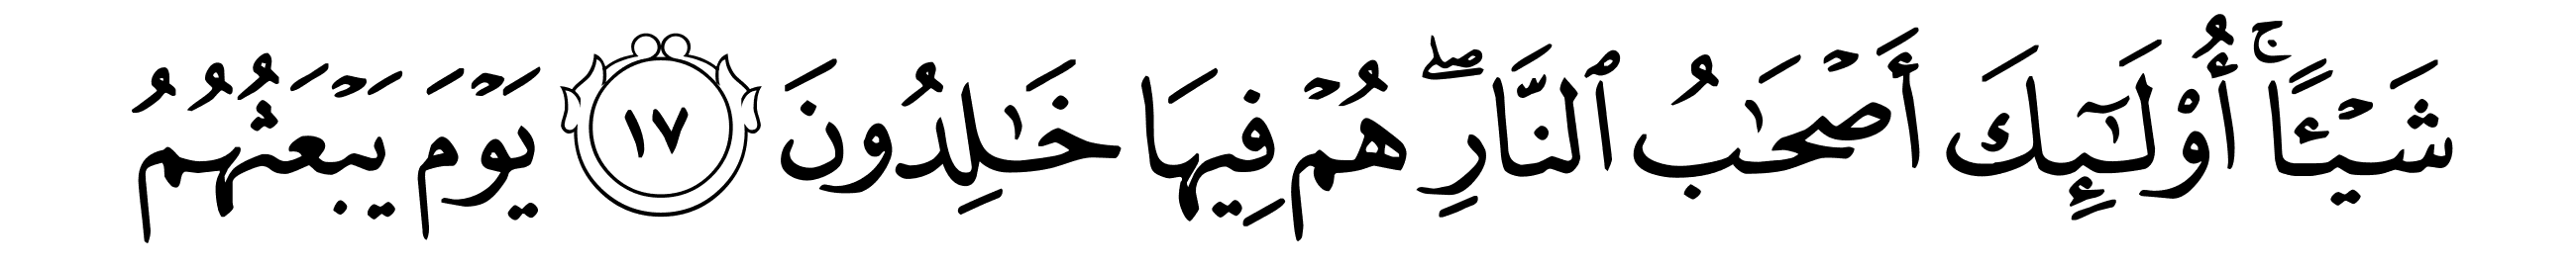 شَيْـًٔاۚ أُو۟لَـٰٓئِكَ أَصْحَـٰبُ ٱلنَّارِۖ هُمْ فِيهَا خَـٰلِدُونَ ١٧ يَوْمَ يَبْعَثُهُمُ